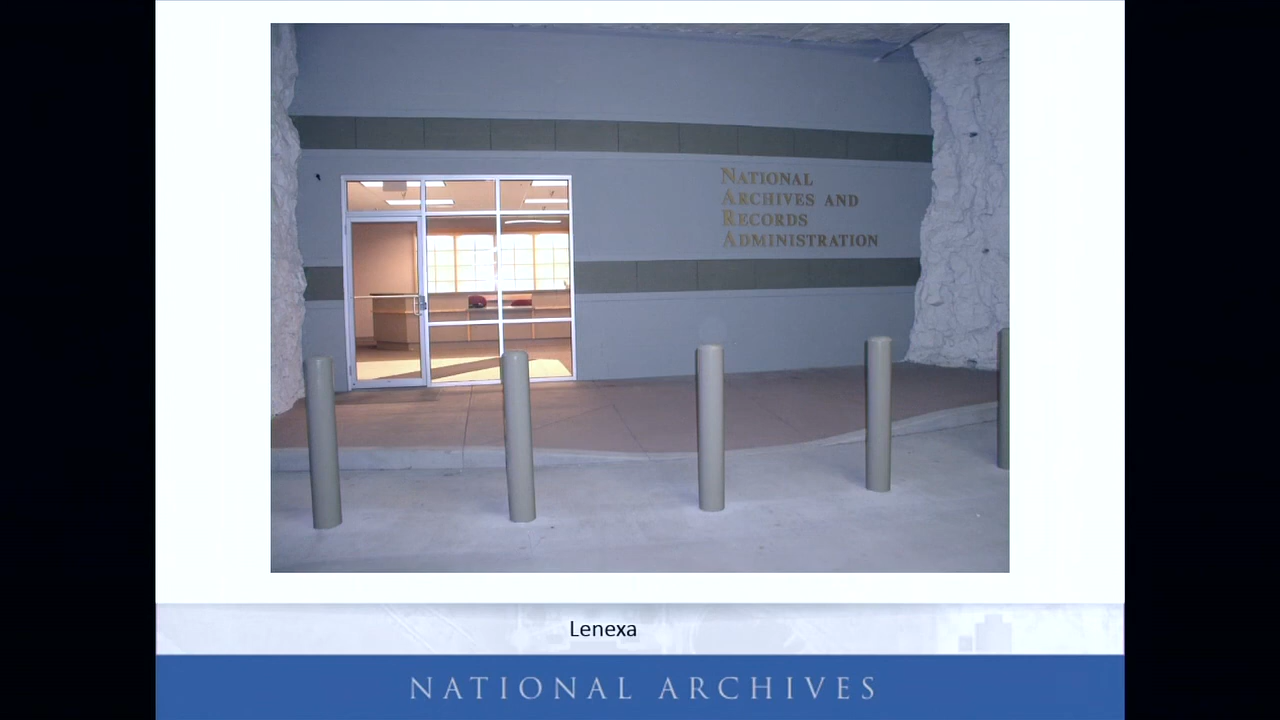 NATIONAL
ARCHIVES AND
RECORDS
ADMINISTRATION
Lenexa
NATIONAL ARCHIVES